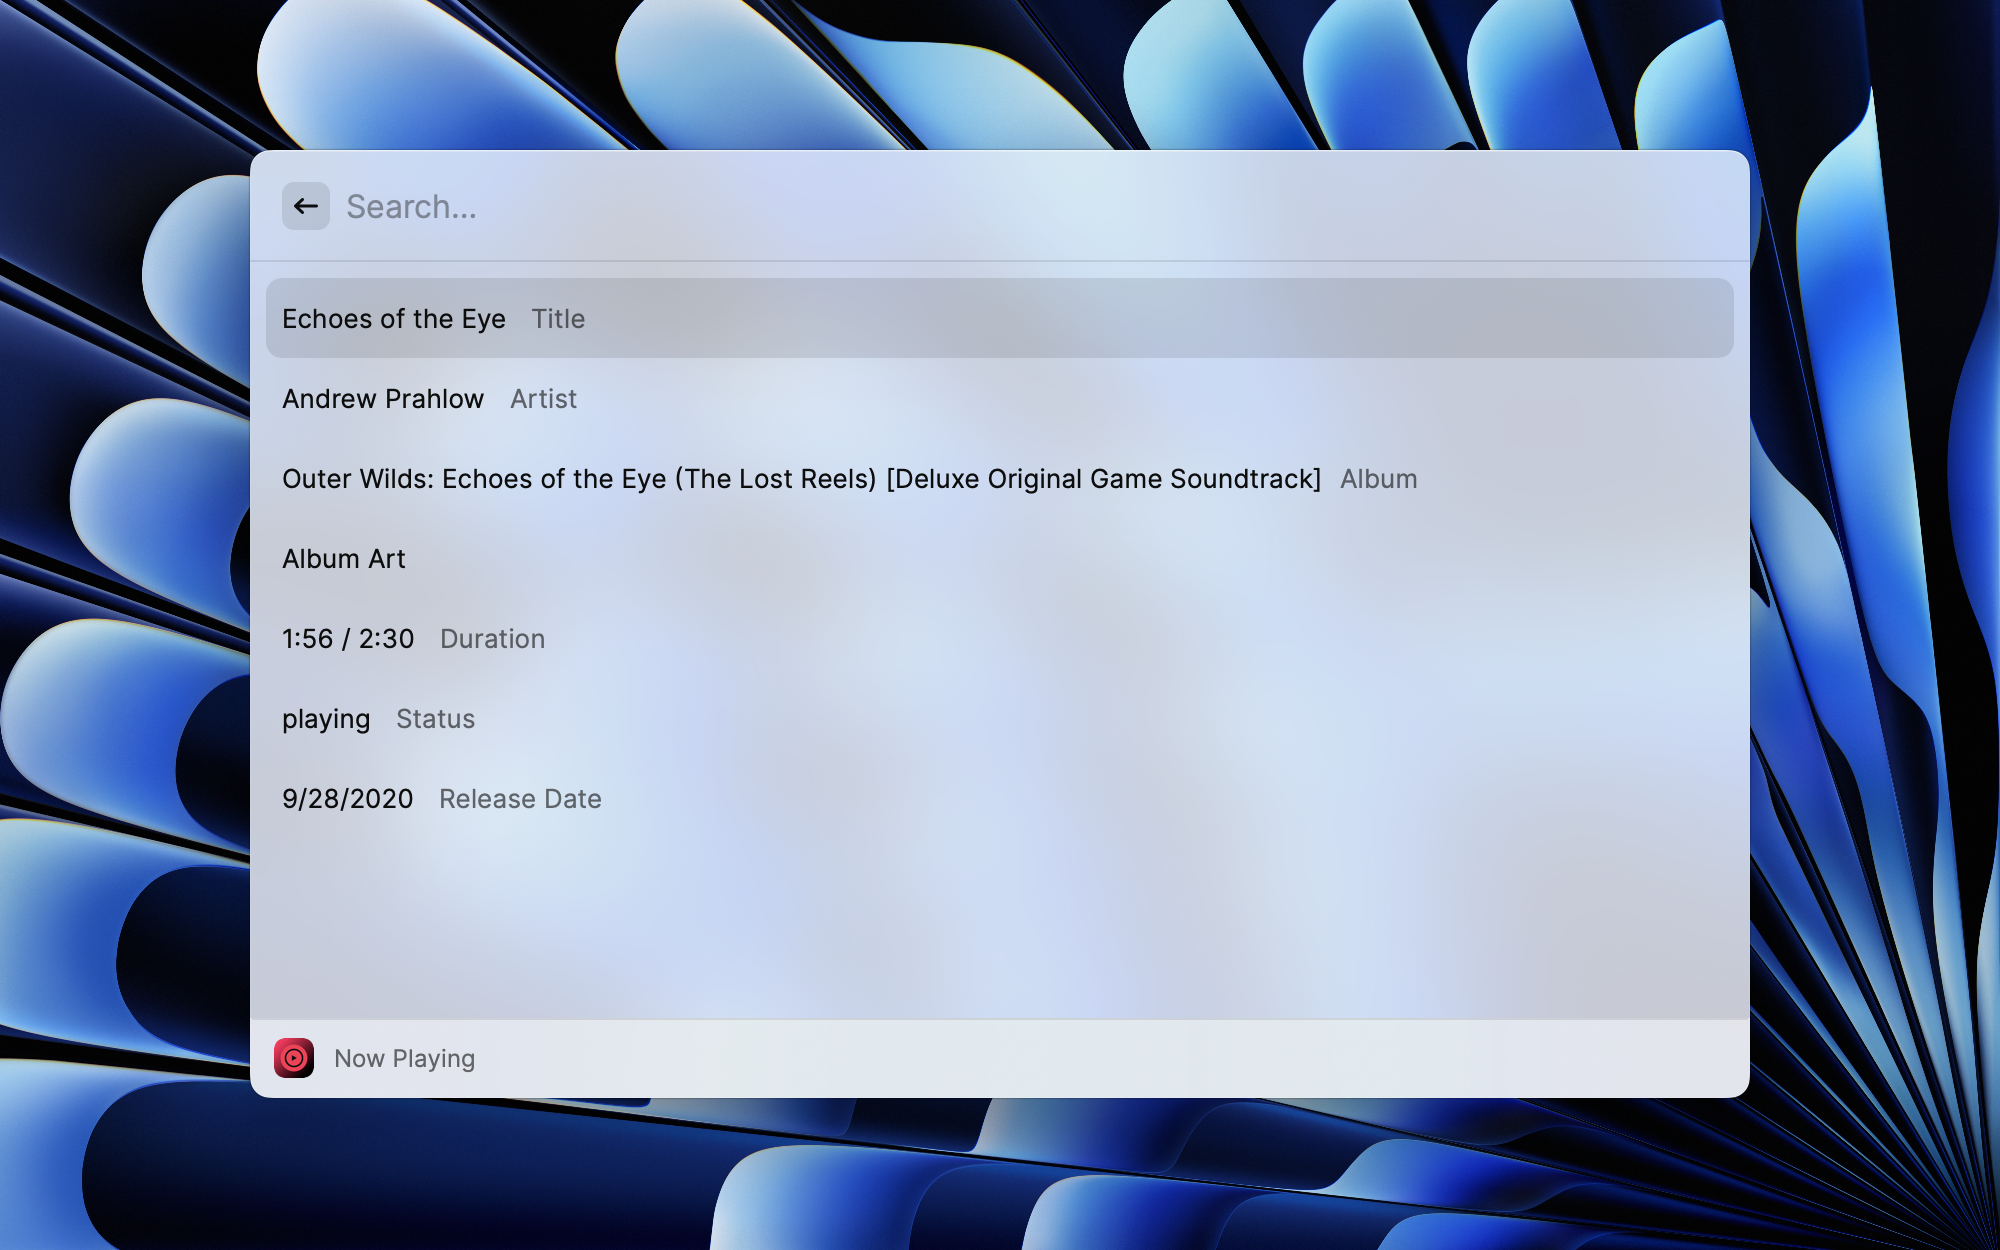 Search...
Echoes of the Eye Title
Andrew Prahlow Artist
Outer Wilds: Echoes of the Eye (The Lost Reels) [Deluxe Original Game Soundtrack] Album
Album Art
1:56 / 2:30 Duration
playing Status
9/28/2020 Release Date
Now Playing